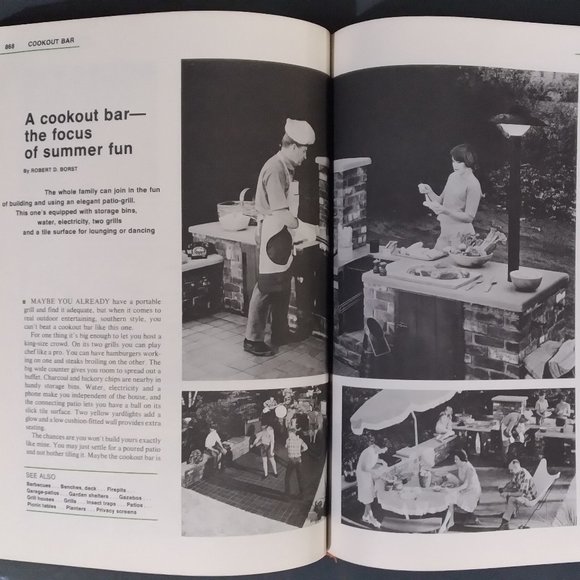 868 COOKOUT BAR
A cookout bar—
the focus
of summer fun
By ROBERT D. BORST
The whole family can join in the fun
of building and using an elegant patio-grill.
This one's equipped with storage bins,
water, electricity, two grills
and a tile surface for lounging or dancing
■ MAYBE YOU ALREADY have a portable
grill and find it adequate, but when it comes to
real outdoor entertaining, southern style, you
can't beat a cookout bar like this one.
For one thing it's big enough to let you host a
king-size crowd. On its two grills you can play
chef like a pro. You can have hamburgers work-
ing on one and steaks broiling on the other. The
big wide counter gives you room to spread out a
buffet. Charcoal and hickory chips are nearby in
handy storage bins. Water, electricity and a
phone make you independent of the house, and
the connecting patio lets you have a ball on its
slick tile surface. Two yellow yardlights add a
glow and a low cushion-fitted wall provides extra
seating.
The chances are you won't build yours exactly
like mine. You may just settle for a poured patio
and not bother tiling it. Maybe the cookout bar is
SEE ALSO
Barbecues . . Benches, deck . . Firepits . .
Garage-patios . . Garden shelters . . Gazebos . .
Grill houses . . Grills . . Insect traps . . Patios . .
Picnic tables . . Planters . . Privacy screens